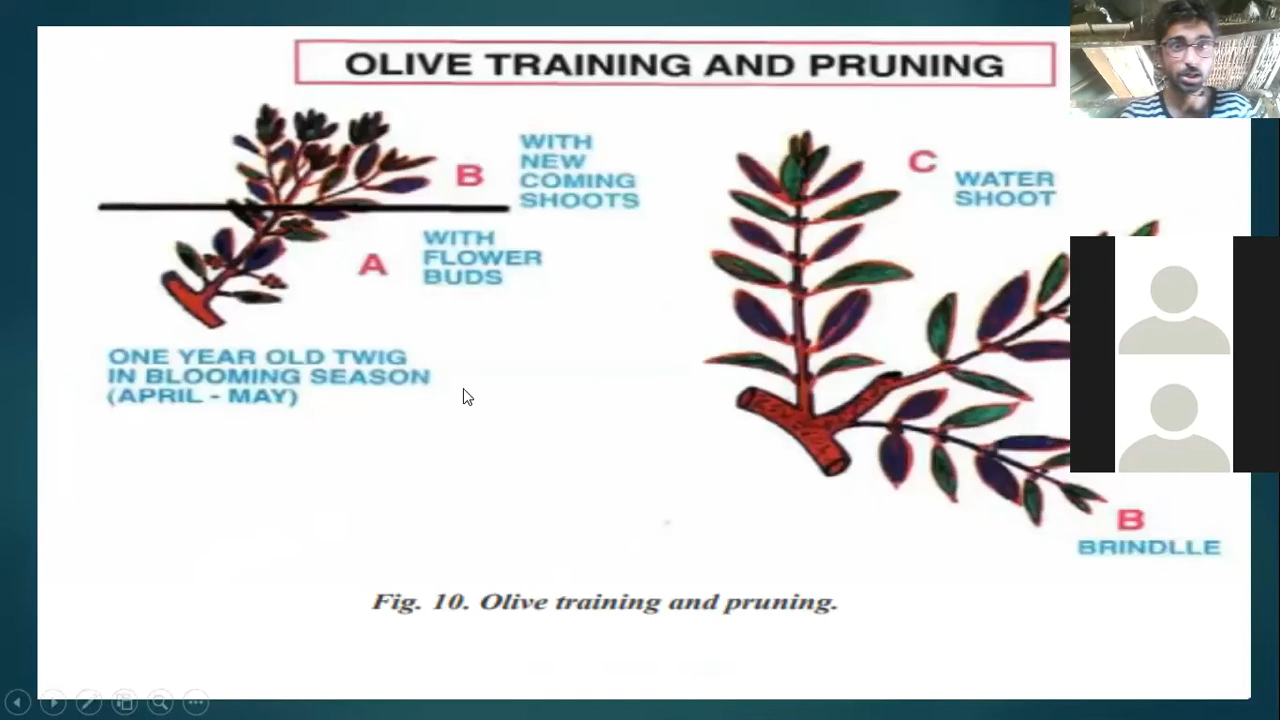 OLIVE TRAINING AND PRUNING
B
WITH
NEW
COMING
SHOOTS
A
WITH
FLOWER
BUDS
ONE YEAR OLD TWIG
IN BLOOMING SEASON
(APRIL - MAY)
C
WATER
SHOOT
B
BRINDLLE
Fig. 10. Olive training and pruning.